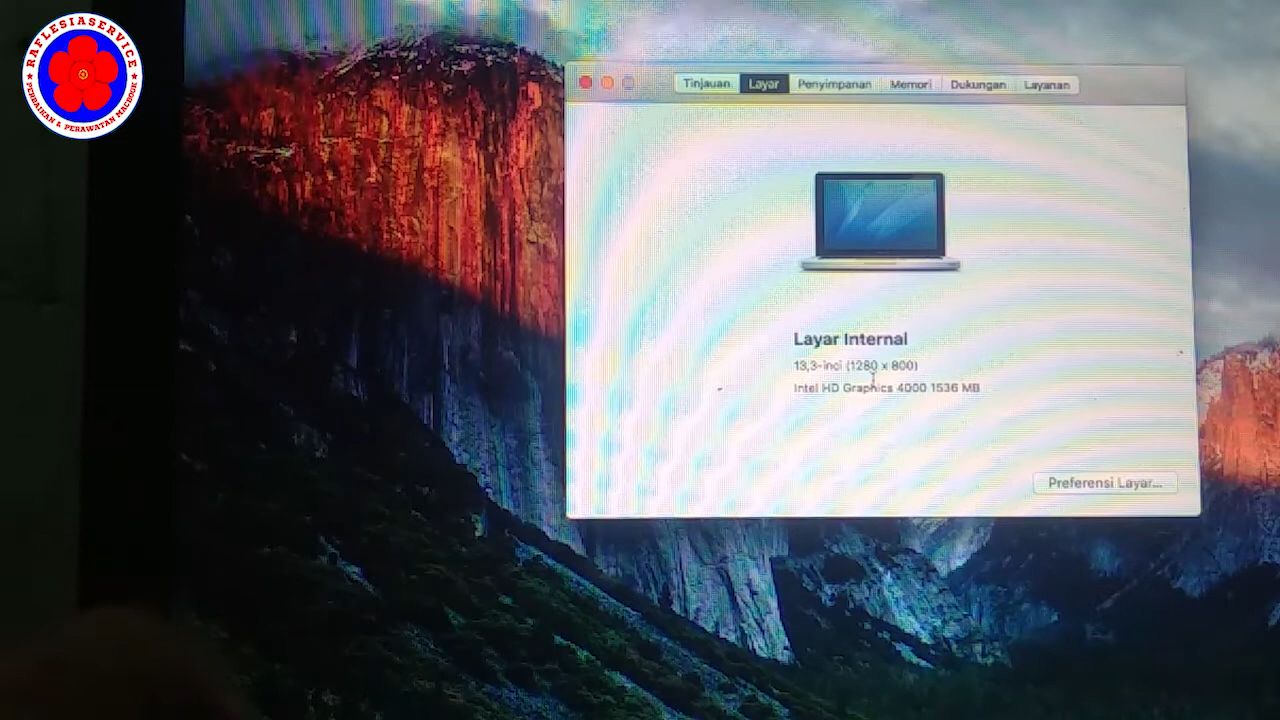 RAFLESIASERVICE
PERBAIKAN & PERAWATAN MACBOOK
Tinjauan Layar Penyimpanan Memori Dukungan Layanan
Layar Internal
13,3-inci (1280 x 800)
Intel HD Graphics 4000 1536 MB
Preferensi Layar...